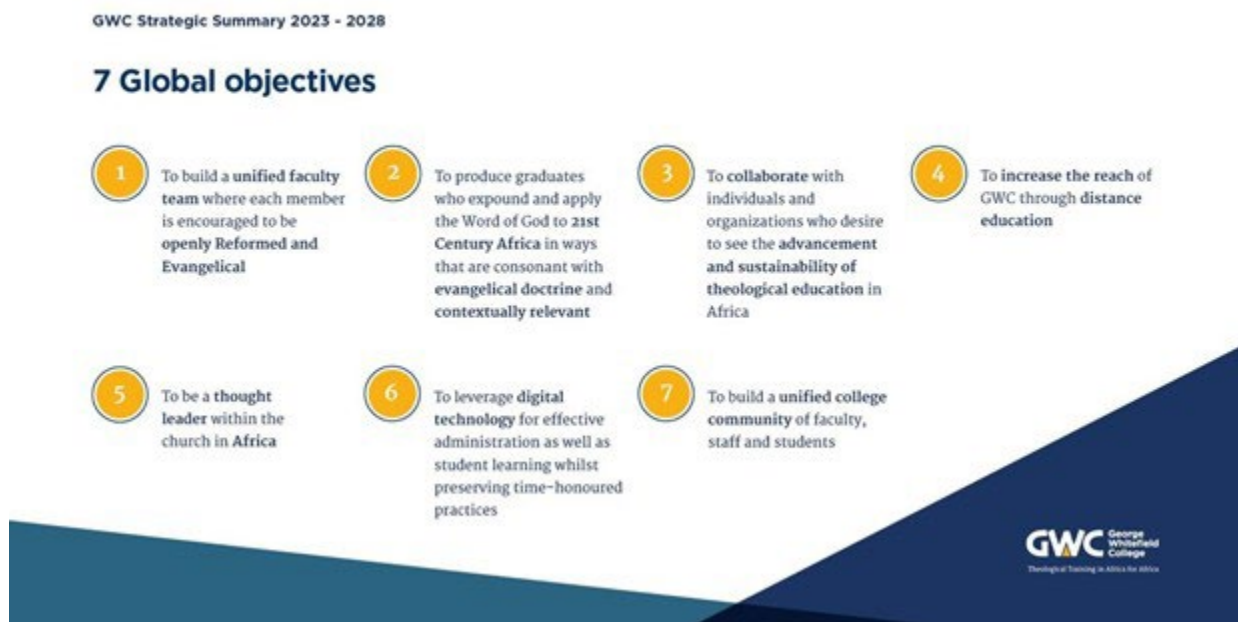 GWC Strategic Summary 2023 - 2028
7 Global objectives
1
To build a unified faculty
team where each member
is encouraged to be
openly Reformed and
Evangelical
2
To produce graduates
who expound and apply
the Word of God to 21st
Century Africa in ways
that are consonant with
evangelical doctrine and
contextually relevant
3
To collaborate with
individuals and
organizations who desire
to see the advancement
and sustainability of
theological education in
Africa
4
To increase the reach of
GWC through distance
education
5
To be a thought
leader within the
church in Africa
6
To leverage digital
technology for effective
administration as well as
student learning whilst
preserving time-honoured
practices
7
To build a unified college
community of faculty,
staff and students
GWC
George
Whitefield
College
Theological Training in Africa for Africa